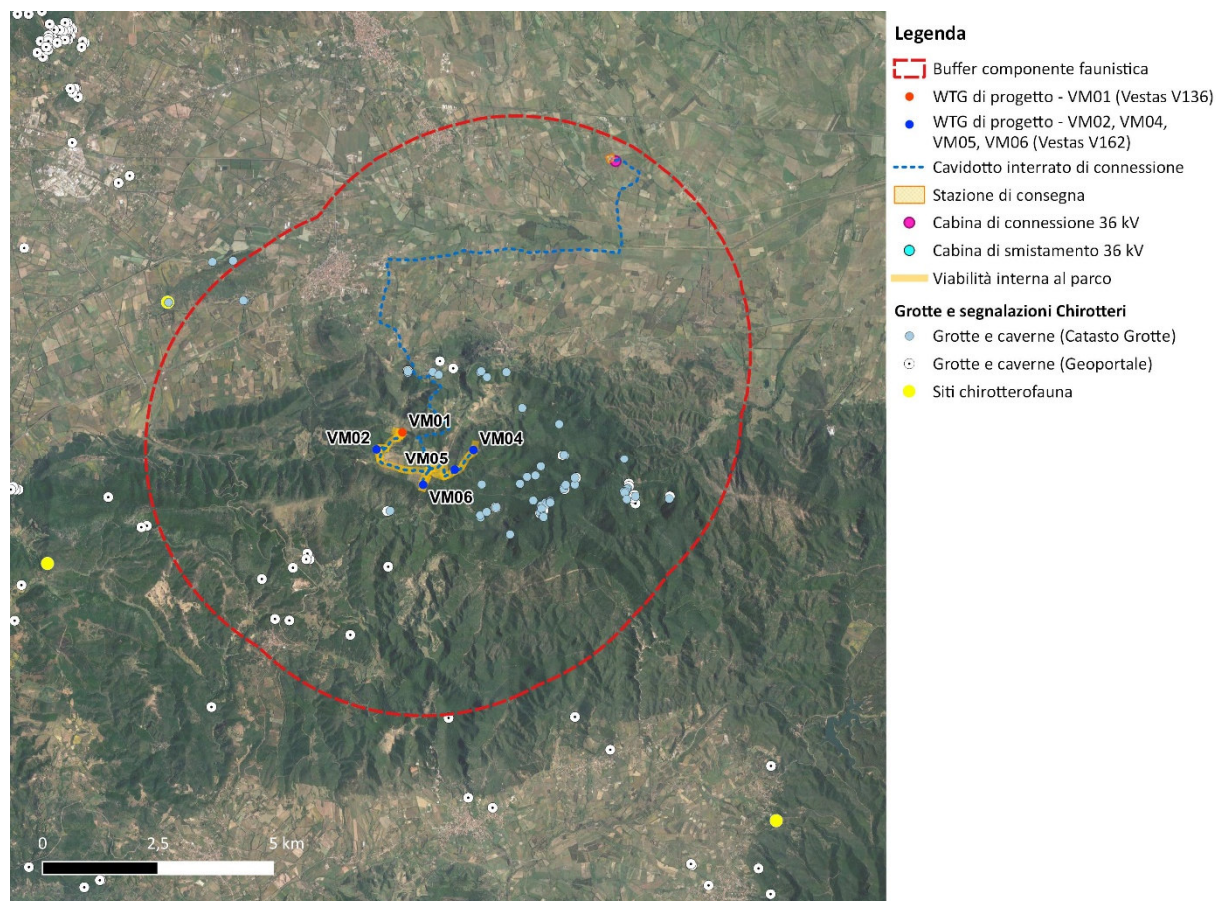 Legenda
Buffer componente faunistica
WTG di progetto - VM01 (Vestas V136)
WTG di progetto - VM02, VM04,
VM05, VM06 (Vestas V162)
Cavidotto interrato di connessione
Stazione di consegna
Cabina di connessione 36 kV
Cabina di smistamento 36 kV
Viabilità interna al parco
Grotte e segnalazioni Chirotteri
Grotte e caverne (Catasto Grotte)
Grotte e caverne (Geoportale)
Siti chirotterofauna
VM01
VM02
VM04
VM05
VM06
0 2,5 5 km